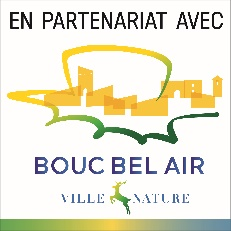 EN PARTENARIAT AVEC
BOUC BEL AIR
VILLE NATURE